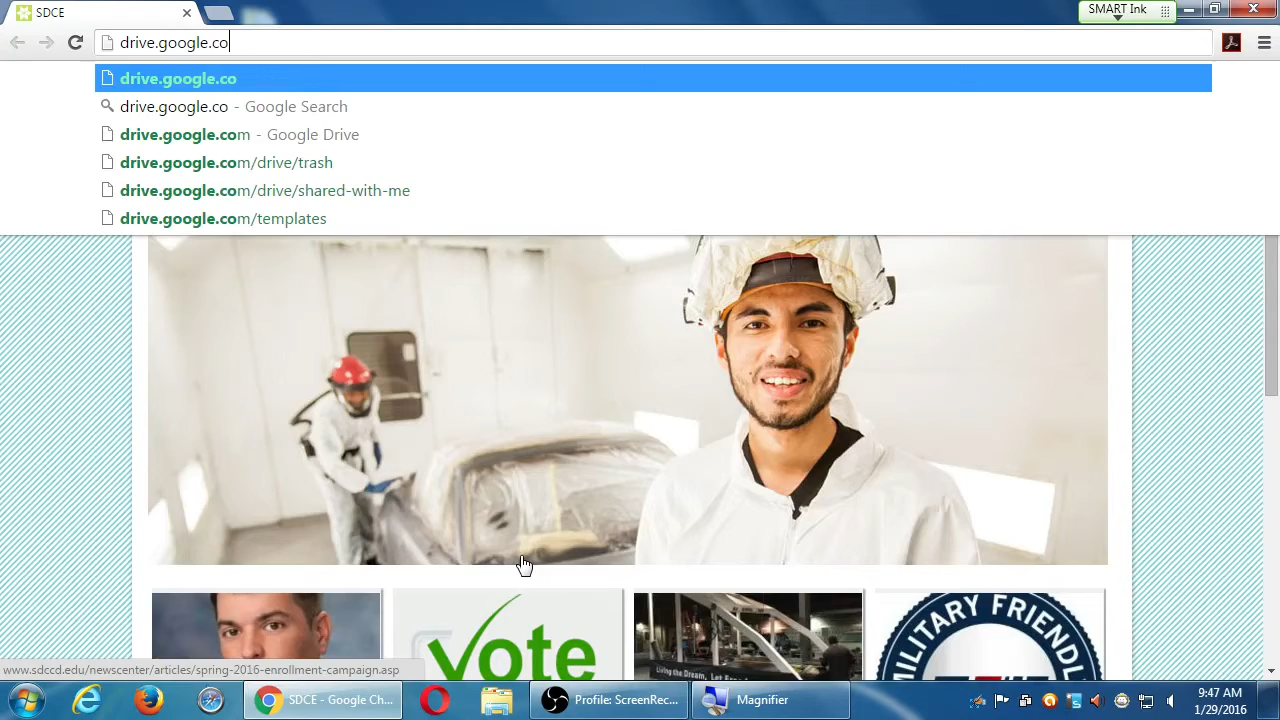 SDCE
SMART Ink
drive.google.co
drive.google.co
drive.google.co - Google Search
drive.google.com - Google Drive
drive.google.com/drive/trash
drive.google.com/drive/shared-with-me
drive.google.com/templates
Vote
MILITARY FRIENDL
www.sdccd.edu/newscenter/articles/spring-2016-enrollment-campaign.asp
SDCE - Google Ch...
Profile: ScreenRec...
Magnifier
9:47 AM
1/29/2016